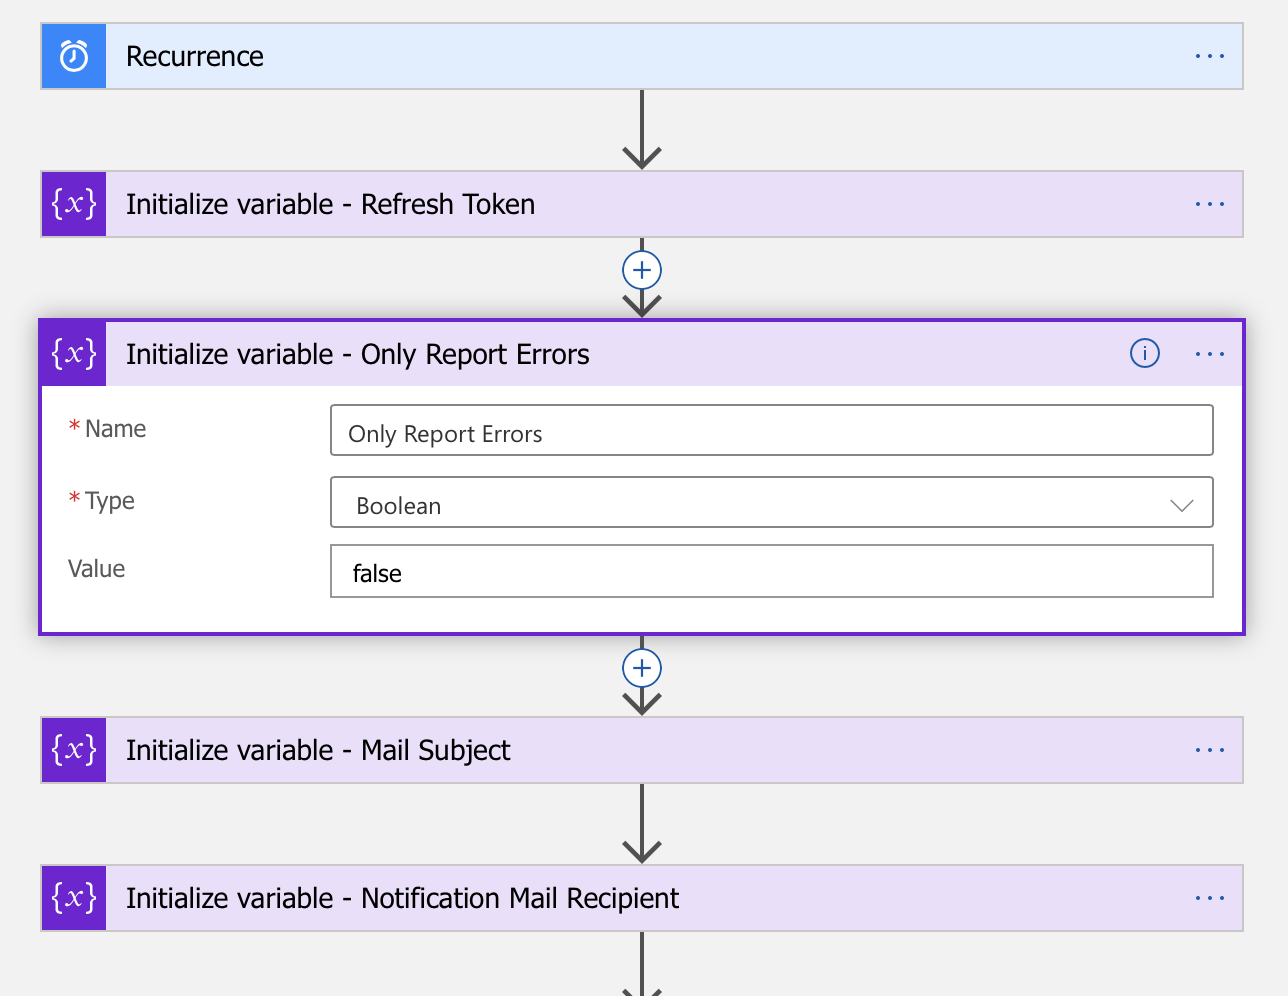 Recurrence
{x} Initialize variable - Refresh Token
{x} Initialize variable - Only Report Errors
* Name Only Report Errors
* Type Boolean
Value false
{x} Initialize variable - Mail Subject
{x} Initialize variable - Notification Mail Recipient